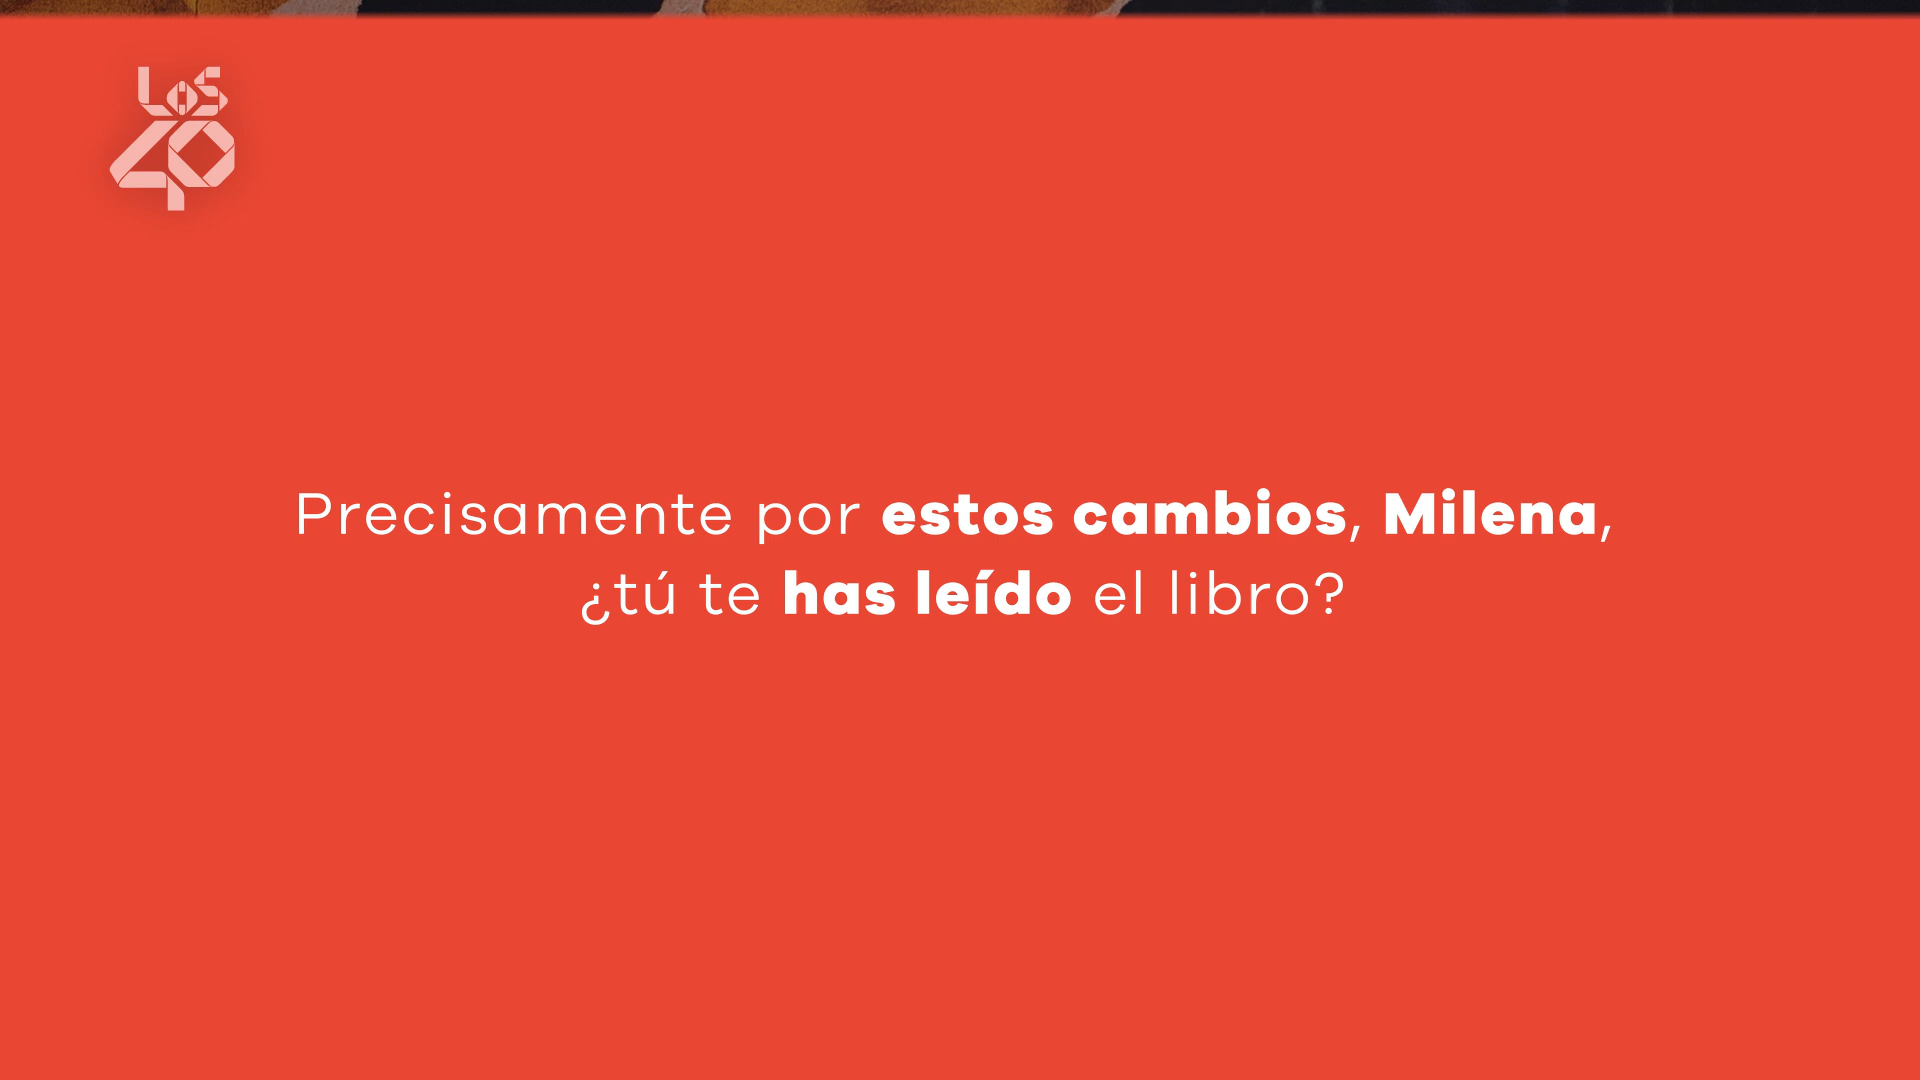 LOS
40
Precisamente por estos cambios, Milena,
¿tú te has leído el libro?